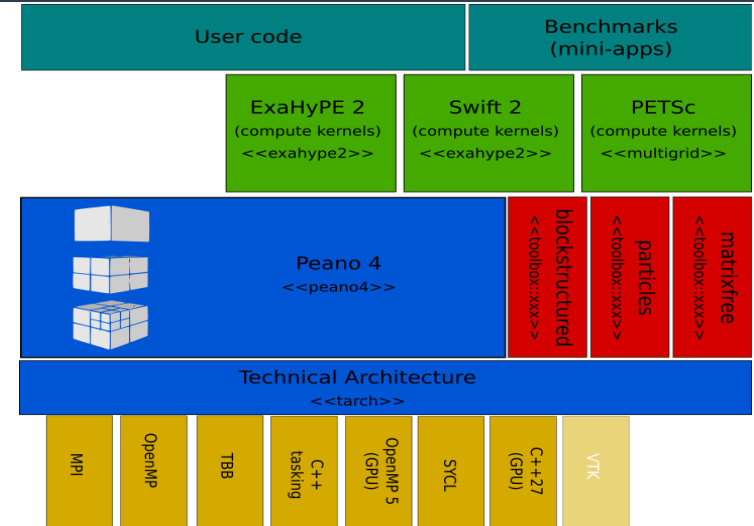 User code
Benchmarks
(mini-apps)
ExaHyPE 2
(compute kernels)
<<exahype2>>
Swift 2
(compute kernels)
<<exahype2>>
PETSc
(compute kernels)
<<multigrid>>
Peano 4
<<peano4>>
blockstructured
<<toolbox::xxx>>
particles
<<toolbox::xxx>>
matrixfree
<<toolbox::xxx>>
Technical Architecture
<<tarch>>
MPI
OpenMP
TBB
C++
tasking
OpenMP 5
(GPU)
SYCL
C++27
(GPU)
VTK